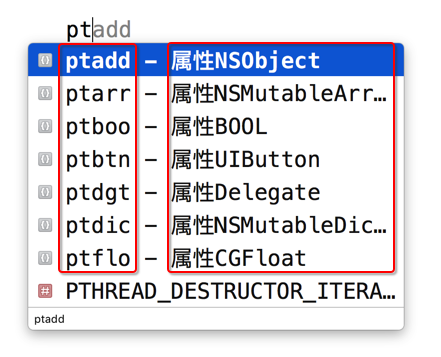 ptadd
ptadd – 属性NSObject
ptarr – 属性NSMutableArr…
ptboo – 属性BOOL
ptbtn – 属性UIButton
ptdgt – 属性Delegate
ptdic – 属性NSMutableDic…
ptflo – 属性CGFloat
# PTHREAD_DESTRUCTOR_ITERA…
ptadd